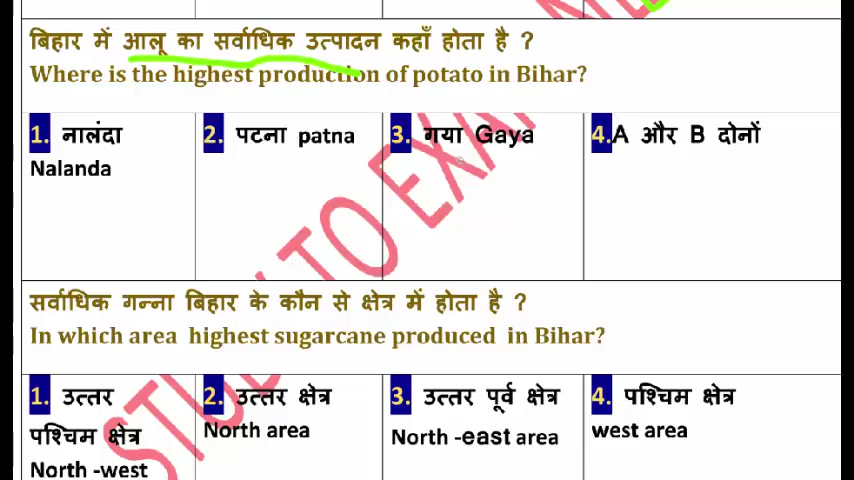 बिहार में आलू का सर्वाधिक उत्पादन कहाँ होता है ?
Where is the highest production of potato in Bihar?
1. नालंदा
Nalanda
2. पटना patna
3. गया Gaya
4.A और B दोनों
सर्वाधिक गन्ना बिहार के कौन से क्षेत्र में होता है ?
In which area highest sugarcane produced in Bihar?
1. उत्तर
पश्चिम क्षेत्र
North -west
2. उत्तर क्षेत्र
North area
3. उत्तर पूर्व क्षेत्र
North -east area
4. पश्चिम क्षेत्र
west area